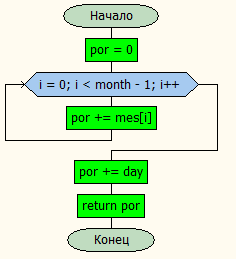 Начало
por = 0
i = 0; i < month - 1; i++
por += mes[i]
por += day
return por
Конец